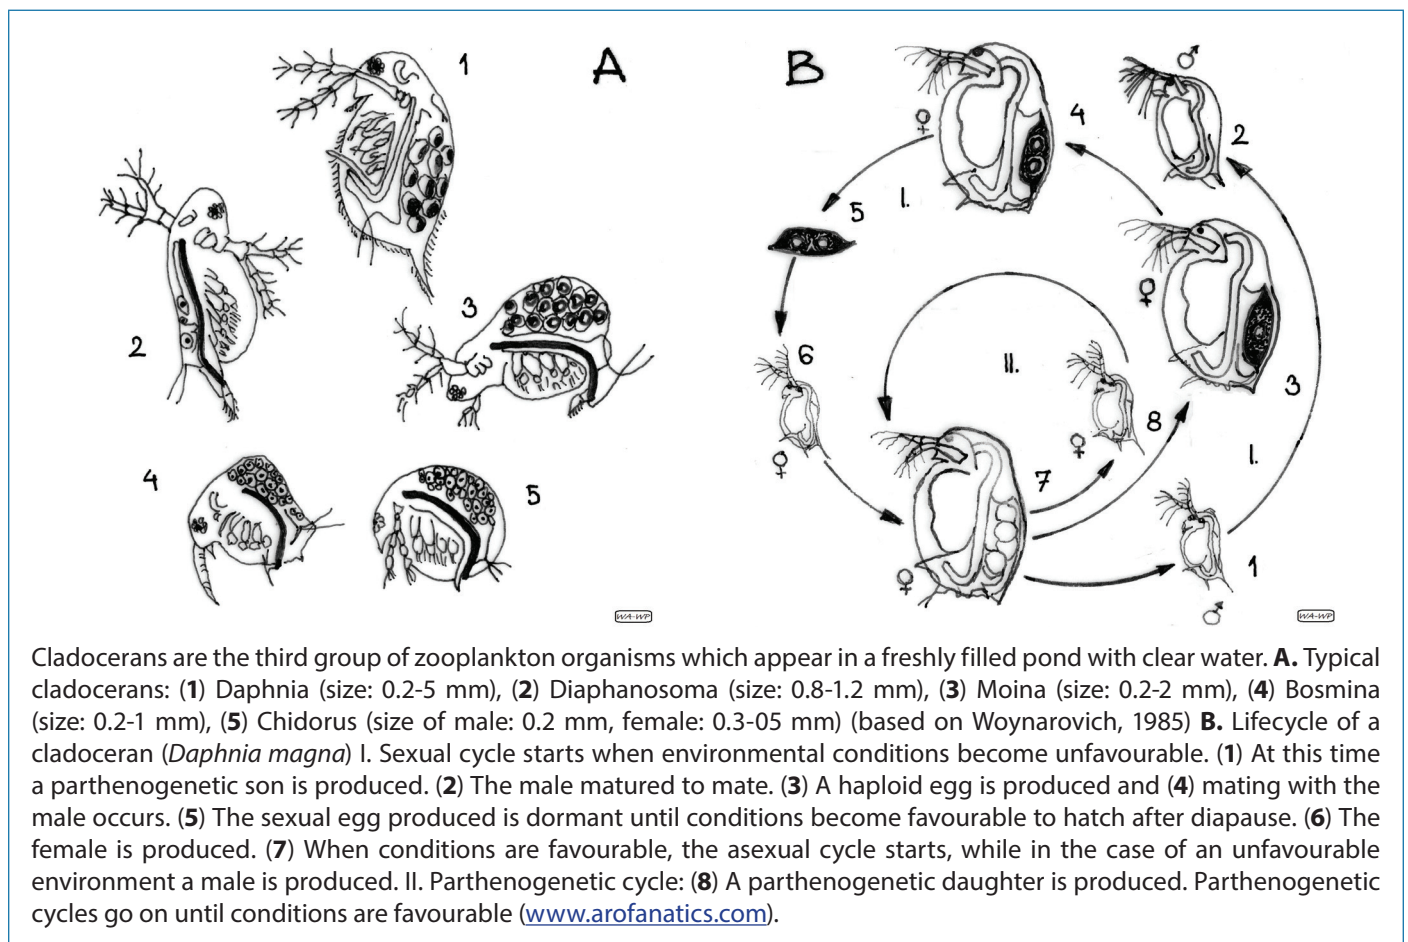 A
B
1
2
3
4
5
♀
4
♂
2
5
I.
♀
3
6
♀
II.
8
♀
7
♀
I.
1
♂
WA-WP
WA-WP
Cladocerans are the third group of zooplankton organisms which appear in a freshly filled pond with clear water. A. Typical
cladocerans: (1) Daphnia (size: 0.2-5 mm), (2) Diaphanosoma (size: 0.8-1.2 mm), (3) Moina (size: 0.2-2 mm), (4) Bosmina
(size: 0.2-1 mm), (5) Chidorus (size of male: 0.2 mm, female: 0.3-05 mm) (based on Woynarovich, 1985) B. Lifecycle of a
cladoceran (Daphnia magna) I. Sexual cycle starts when environmental conditions become unfavourable. (1) At this time
a parthenogenetic son is produced. (2) The male matured to mate. (3) A haploid egg is produced and (4) mating with the
male occurs. (5) The sexual egg produced is dormant until conditions become favourable to hatch after diapause. (6) The
female is produced. (7) When conditions are favourable, the asexual cycle starts, while in the case of an unfavourable
environment a male is produced. II. Parthenogenetic cycle: (8) A parthenogenetic daughter is produced. Parthenogenetic
cycles go on until conditions are favourable (www.arofanatics.com).